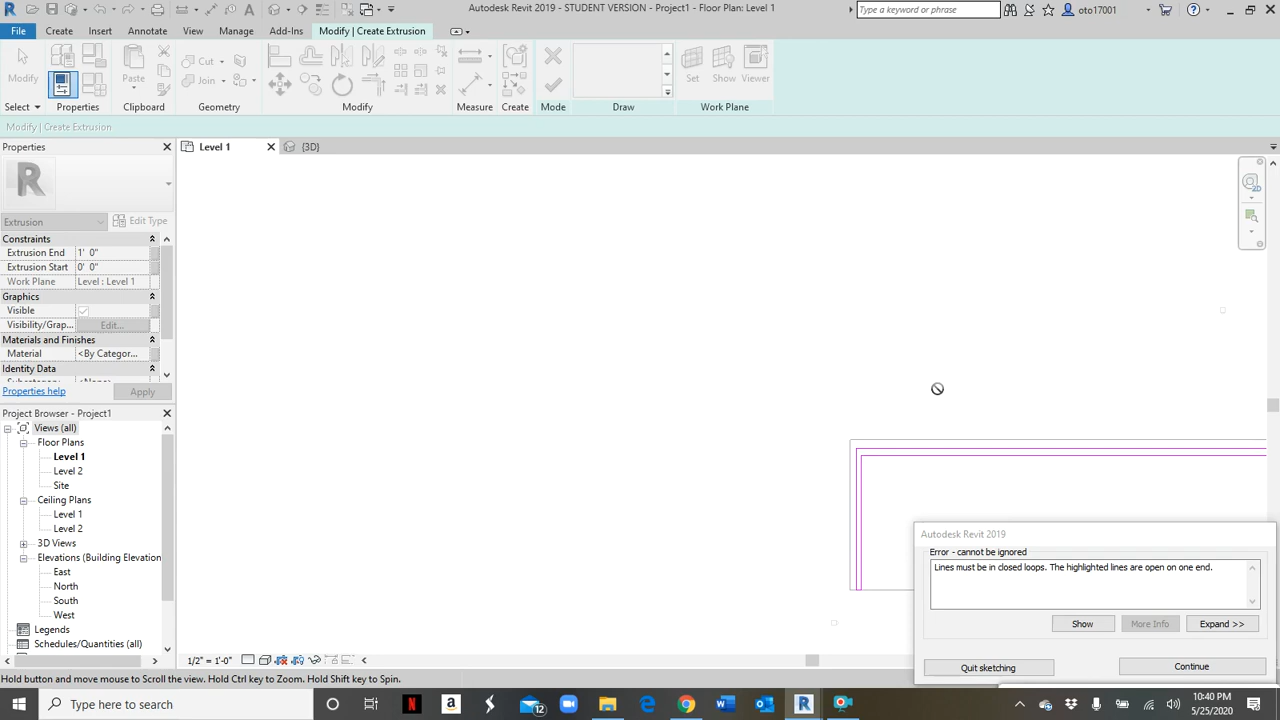 Autodesk Revit 2019 - STUDENT VERSION - Project1 - Floor Plan: Level 1
Type a keyword or phrase
oto17001
File Create Insert Annotate View Manage Add-Ins Modify | Create Extrusion
Modify
Paste
Cut
Join
Set Show Viewer
Select Properties Clipboard Geometry Modify Measure Create Mode Draw Work Plane
Modify | Create Extrusion
Properties
Level 1
{3D}
R
Extrusion
Edit Type
Constraints
Extrusion End 1' 0"
Extrusion Start 0' 0"
Work Plane Level : Level 1
Graphics
Visible
Visibility/Grap... Edit...
Materials and Finishes
Material <By Categor...
Identity Data
Properties help
Apply
Project Browser - Project1
Views (all)
Floor Plans
Level 1
Level 2
Site
Ceiling Plans
Level 1
Level 2
3D Views
Elevations (Building Elevation
East
North
South
West
Legends
Schedules/Quantities (all)
2D
Autodesk Revit 2019
Error - cannot be ignored
Lines must be in closed loops. The highlighted lines are open on one end.
Show
More Info
Expand >>
Quit sketching
Continue
1/2" = 1'-0"
Hold button and move mouse to Scroll the view. Hold Ctrl key to Zoom. Hold Shift key to Spin.
Type here to search
12
10:40 PM
5/25/2020